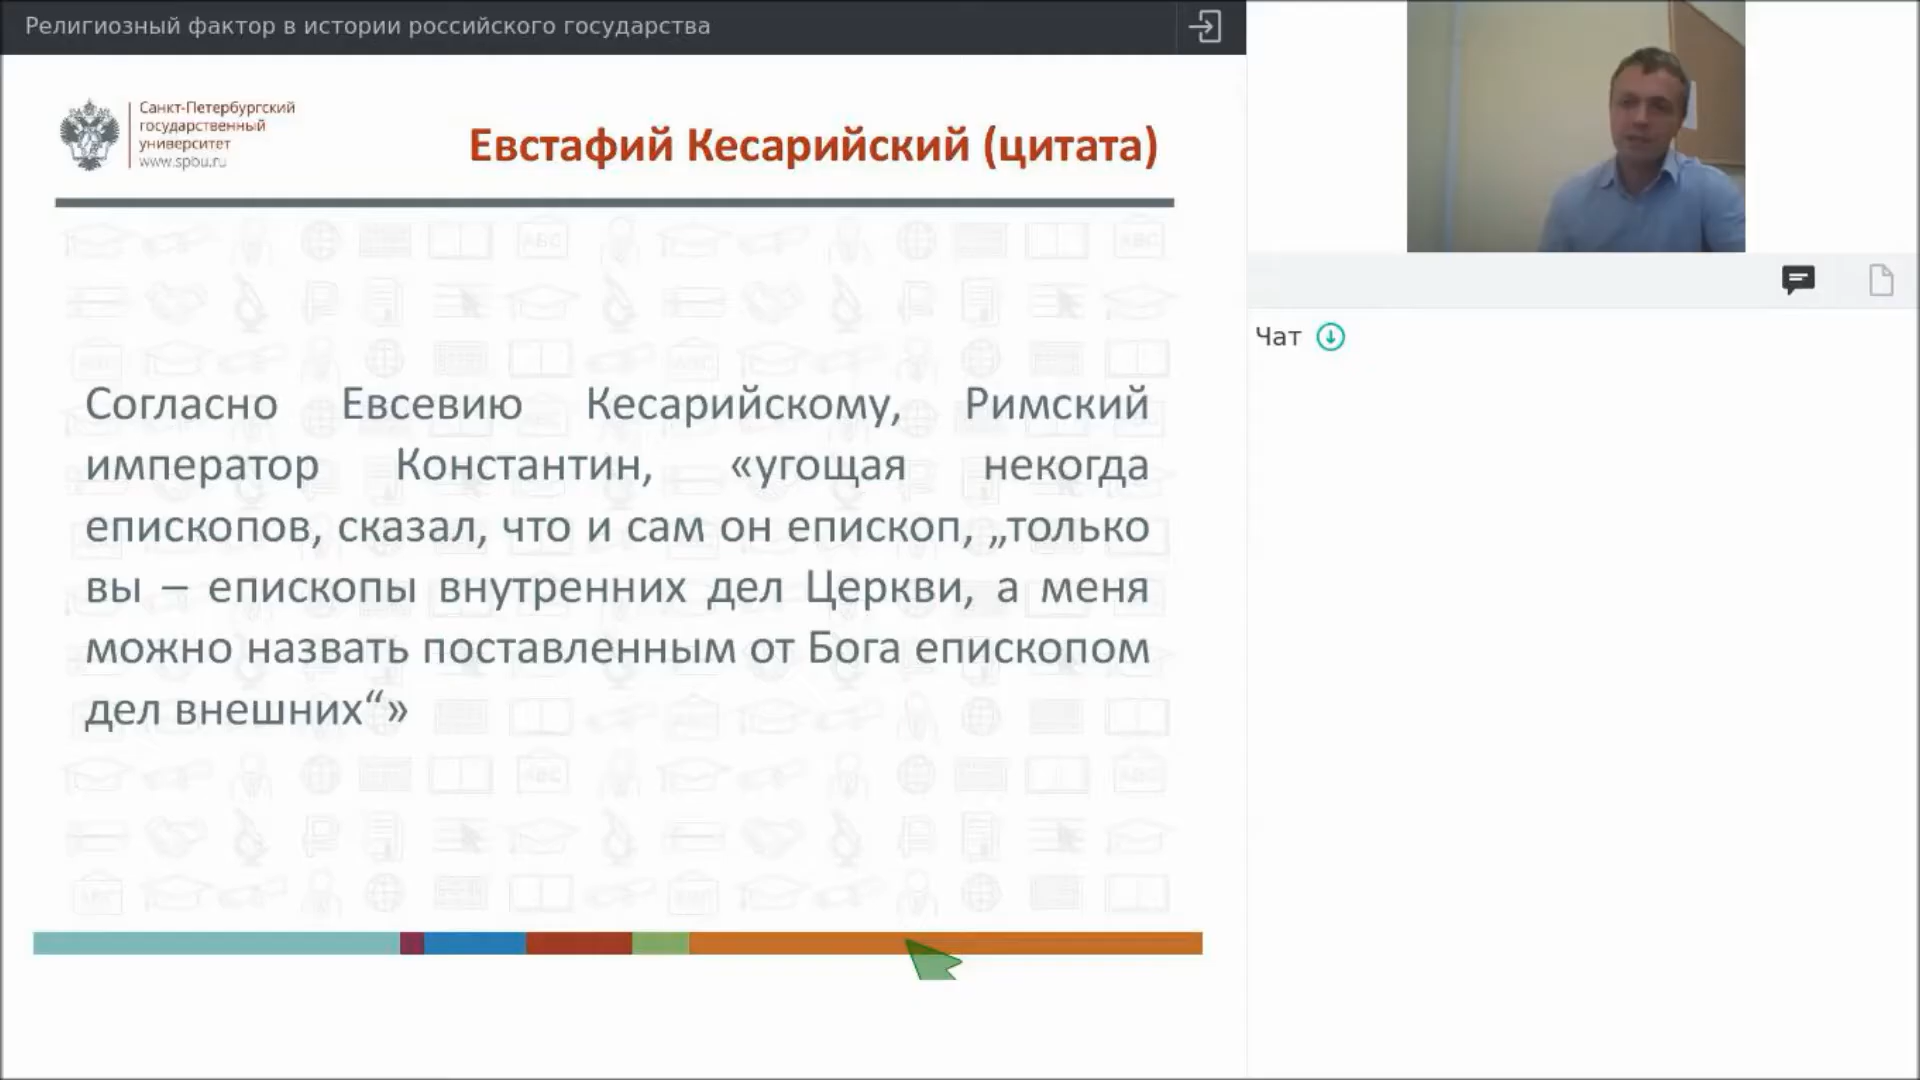 Религиозный фактор в истории российского государства
Санкт-Петербургский
государственный
университет
www.spbu.ru
Евстафий Кесарийский (цитата)
Согласно Евсевию Кесарийскому, Римский
император Константин, «угощая некогда
епископов, сказал, что и сам он епископ, „только
вы – епископы внутренних дел Церкви, а меня
можно назвать поставленным от Бога епископом
дел внешних“»
Чат